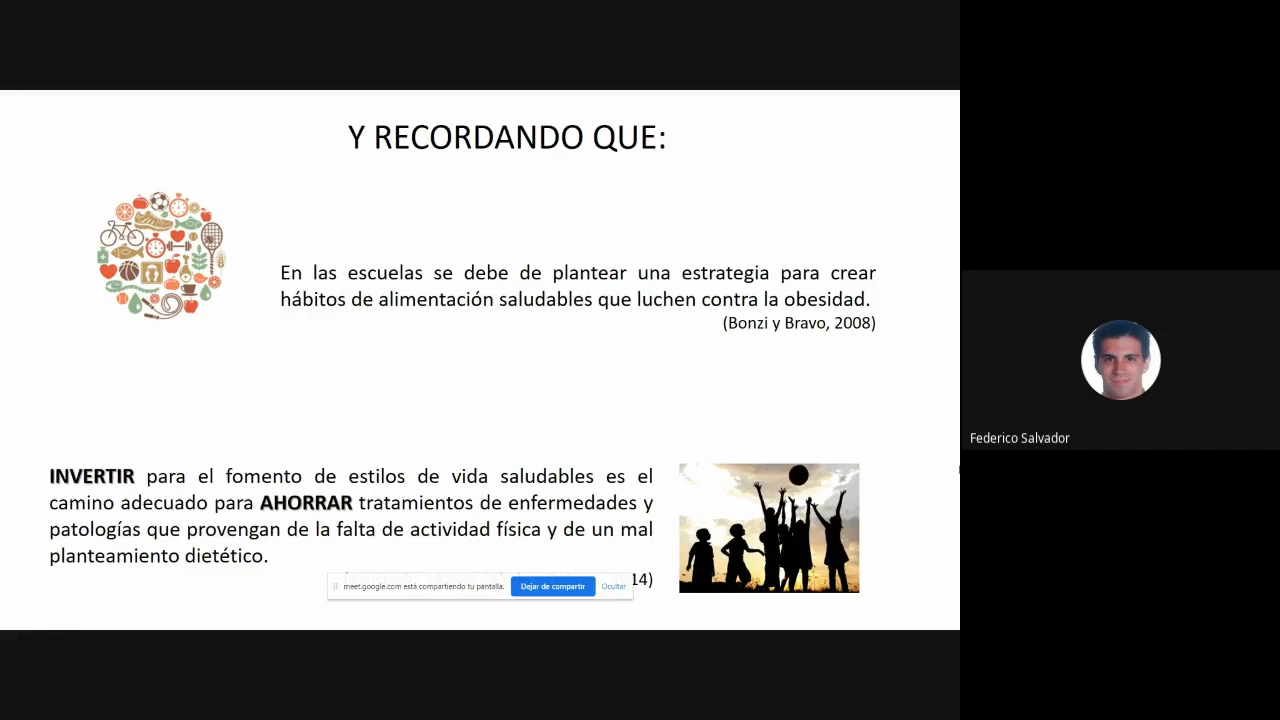 Y RECORDANDO QUE:
En las escuelas se debe de plantear una estrategia para crear
hábitos de alimentación saludables que luchen contra la obesidad.
(Bonzi y Bravo, 2008)
INVERTIR para el fomento de estilos de vida saludables es el
camino adecuado para AHORRAR tratamientos de enfermedades y
patologías que provengan de la falta de actividad física y de un mal
planteamiento dietético.
14)
meet.google.com está compartiendo tu pantalla. Dejar de compartir Ocultar
Federico Salvador